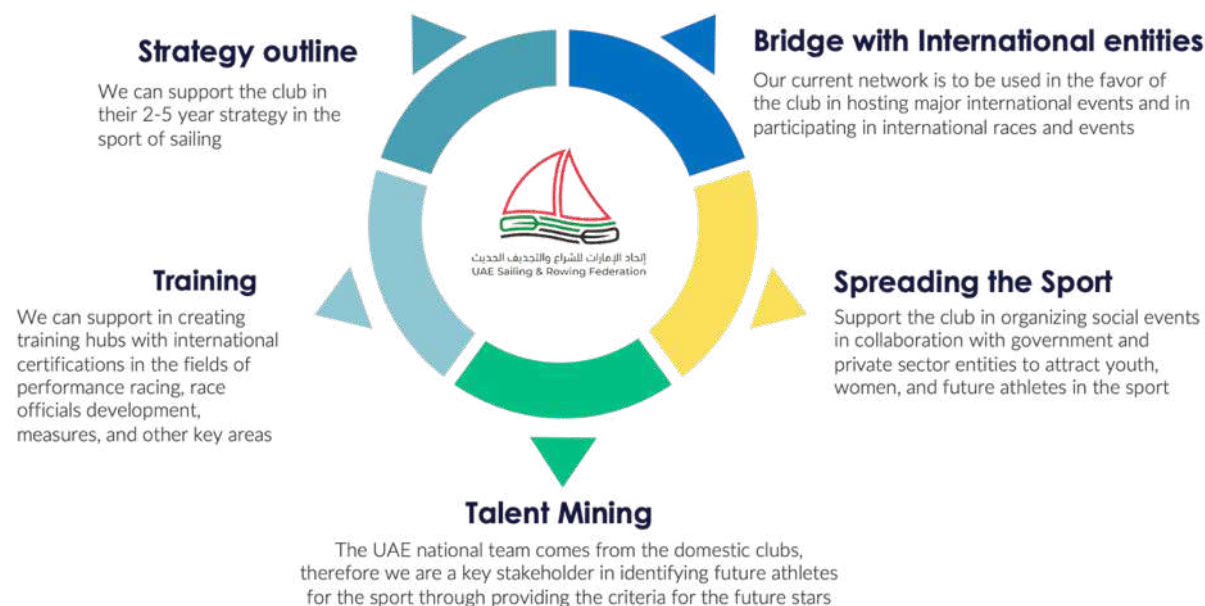 Strategy outline
We can support the club in
their 2-5 year strategy in the
sport of sailing
Bridge with International entities
Our current network is to be used in the favor of
the club in hosting major international events and in
participating in international races and events
إتحاد الإمارات للشراع والتجديف الحديث
UAE Sailing & Rowing Federation
Training
We can support in creating
training hubs with international
certifications in the fields of
performance racing, race
officials development,
measures, and other key areas
Spreading the Sport
Support the club in organizing social events
in collaboration with government and
private sector entities to attract youth,
women, and future athletes in the sport
Talent Mining
The UAE national team comes from the domestic clubs,
therefore we are a key stakeholder in identifying future athletes
for the sport through providing the criteria for the future stars